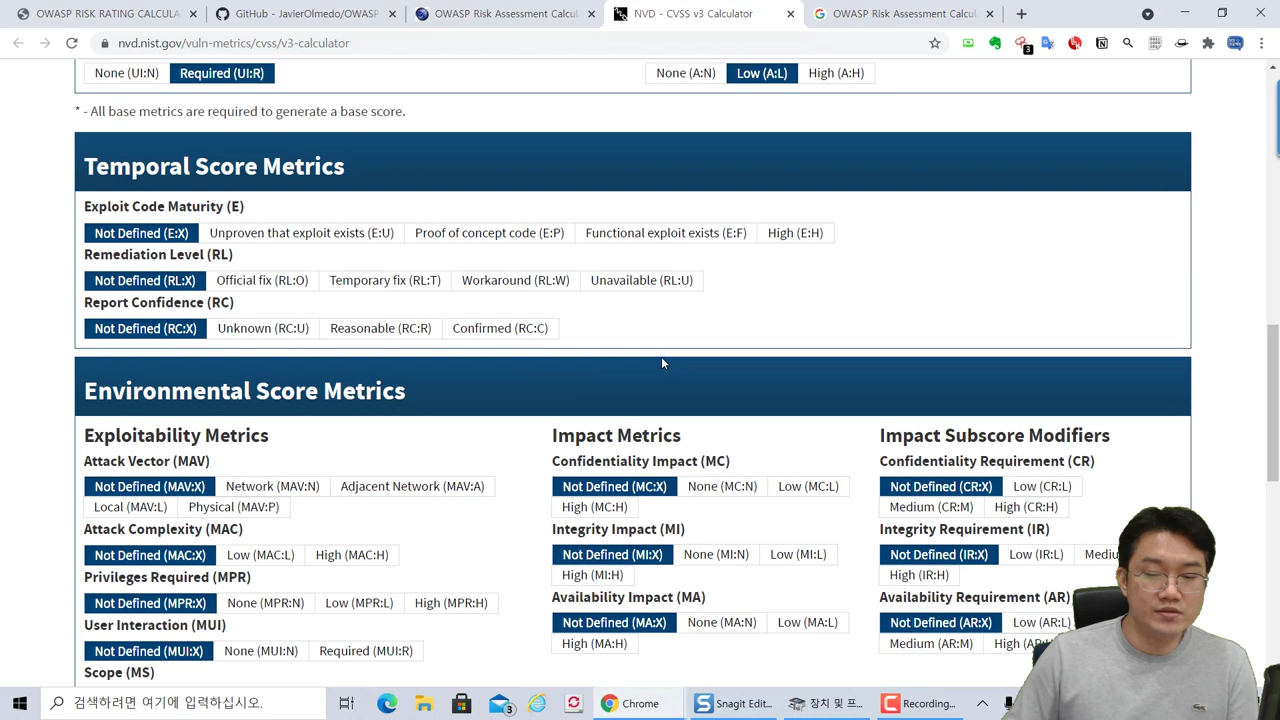 OWASP RISK RATING CALCULA
GitHub - JavierOlmedo/OWASP
OWASP Risk Assessment Calcul
NVD - CVSS v3 Calculator
OWASP Risk Assessment Calcul
nvd.nist.gov/vuln-metrics/cvss/v3-calculator
3
None (UI:N) Required (UI:R)
None (A:N) Low (A:L) High (A:H)
* - All base metrics are required to generate a base score.
Temporal Score Metrics
Exploit Code Maturity (E)
Not Defined (E:X) Unproven that exploit exists (E:U) Proof of concept code (E:P) Functional exploit exists (E:F) High (E:H)
Remediation Level (RL)
Not Defined (RL:X) Official fix (RL:O) Temporary fix (RL:T) Workaround (RL:W) Unavailable (RL:U)
Report Confidence (RC)
Not Defined (RC:X) Unknown (RC:U) Reasonable (RC:R) Confirmed (RC:C)
Environmental Score Metrics
Exploitability Metrics
Attack Vector (MAV)
Not Defined (MAV:X) Network (MAV:N) Adjacent Network (MAV:A)
Local (MAV:L) Physical (MAV:P)
Attack Complexity (MAC)
Not Defined (MAC:X) Low (MAC:L) High (MAC:H)
Privileges Required (MPR)
Not Defined (MPR:X) None (MPR:N) Low (MPR:L) High (MPR:H)
User Interaction (MUI)
Not Defined (MUI:X) None (MUI:N) Required (MUI:R)
Scope (MS)
Impact Metrics
Confidentiality Impact (MC)
Not Defined (MC:X) None (MC:N) Low (MC:L)
High (MC:H)
Integrity Impact (MI)
Not Defined (MI:X) None (MI:N) Low (MI:L)
High (MI:H)
Availability Impact (MA)
Not Defined (MA:X) None (MA:N) Low (MA:L)
High (MA:H)
Impact Subscore Modifiers
Confidentiality Requirement (CR)
Not Defined (CR:X) Low (CR:L)
Medium (CR:M) High (CR:H)
Integrity Requirement (IR)
Not Defined (IR:X) Low (IR:L) Mediu
High (IR:H)
Availability Requirement (AR)
Not Defined (AR:X) Low (AR:L)
Medium (AR:M) High (A
검색하려면 여기에 입력하십시오.
3
Chrome
Snagit Edit...
장치 및 프...
Recording...